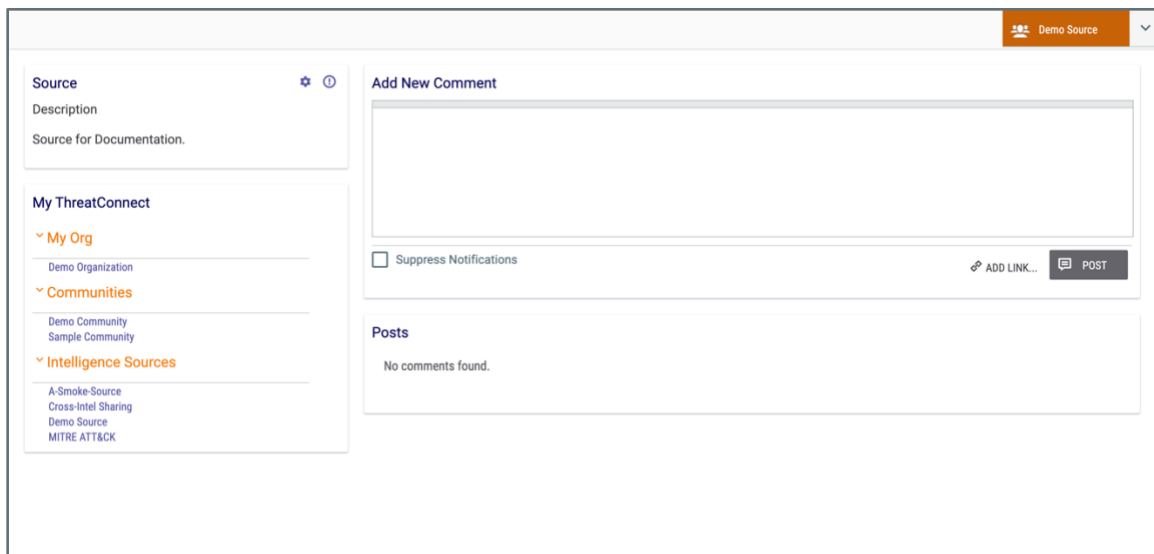 Demo Source
Source
Description
Source for Documentation.
My ThreatConnect
My Org
Demo Organization
Communities
Demo Community
Sample Community
Intelligence Sources
A-Smoke-Source
Cross-Intel Sharing
Demo Source
MITRE ATT&CK
Add New Comment
Suppress Notifications
ADD LINK...
POST
Posts
No comments found.